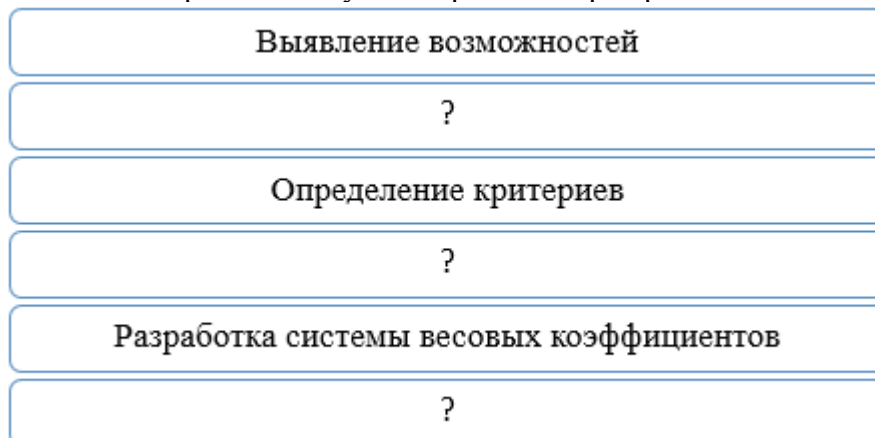 Выявление возможностей
?
Определение критериев
?
Разработка системы весовых коэффициентов
?